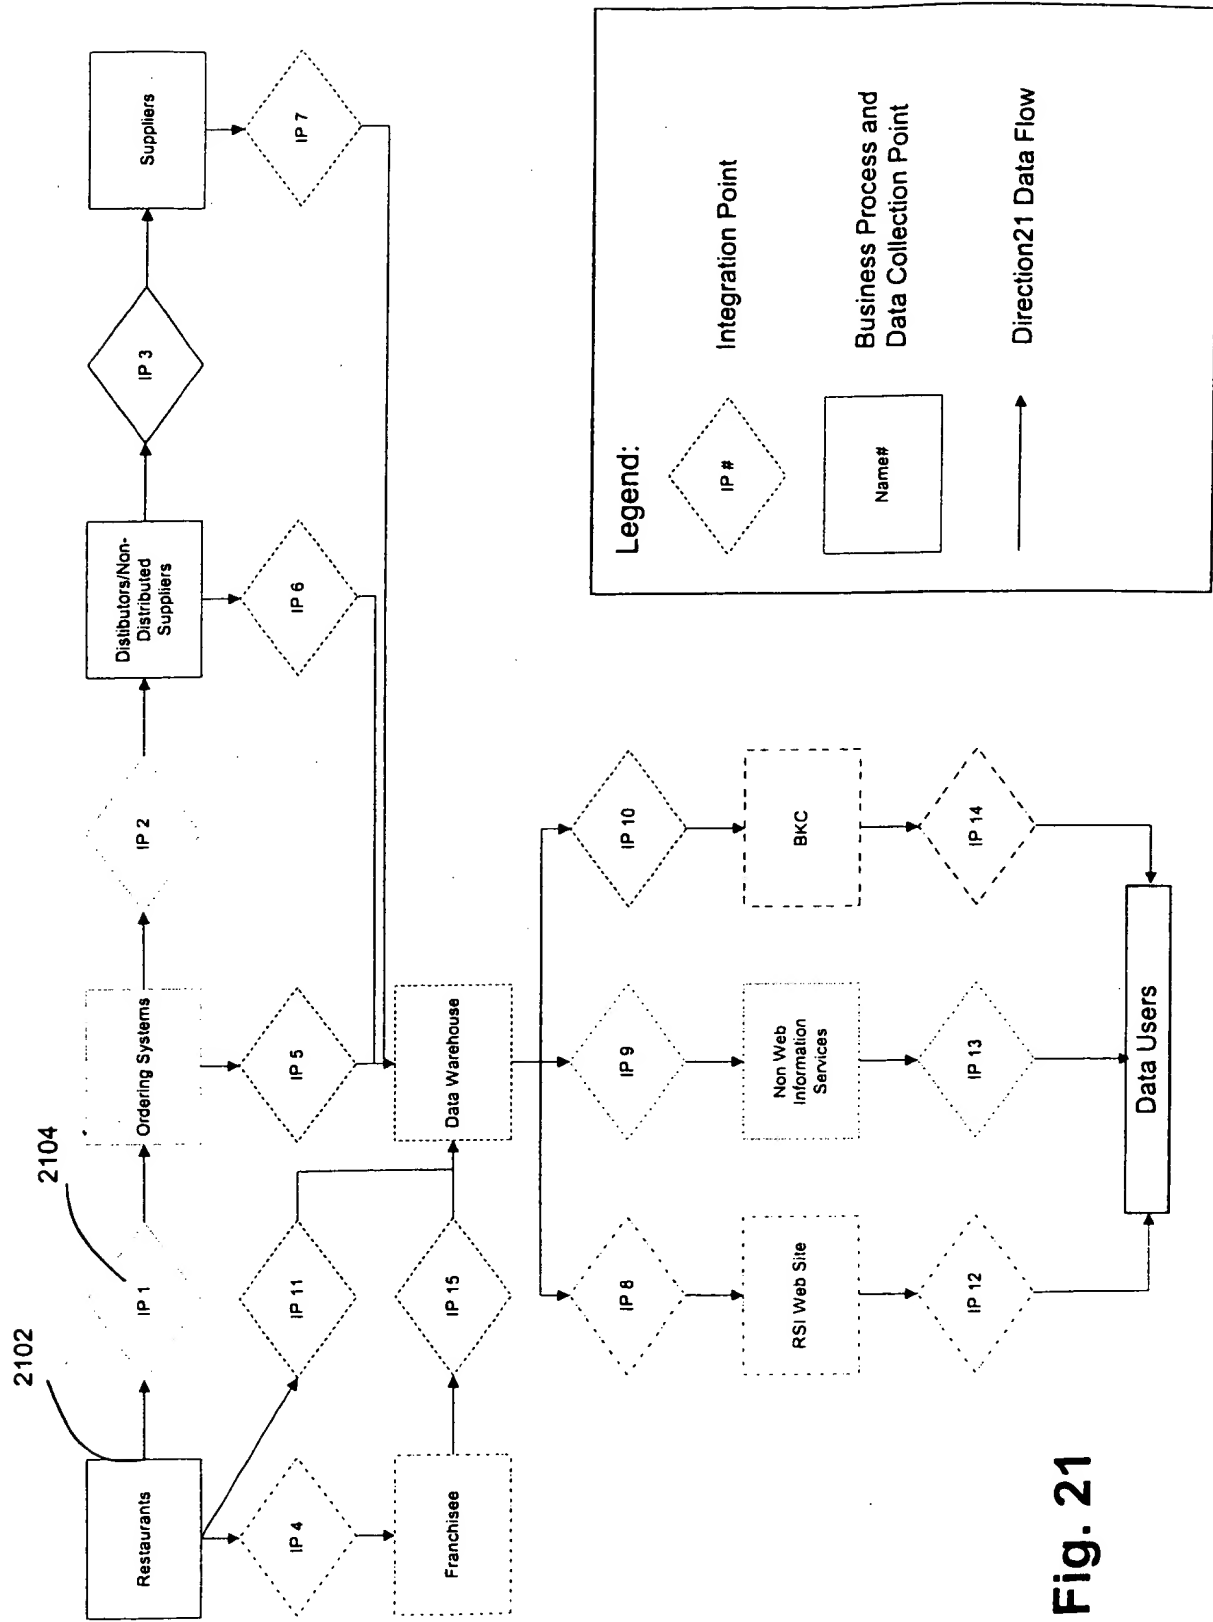 2102
2104
Restaurants
IP 1
Ordering Systems
IP 2
Distibutors/Non-
Distributed
Suppliers
IP 3
Suppliers
IP 4
IP 11
IP 5
IP 6
IP 7
Franchisee
IP 15
Data Warehouse
IP 8
IP 9
IP 10
RSI Web Site
Non Web
Information
Services
BKC
IP 12
IP 13
IP 14
Data Users
Legend:
IP #
Integration Point
Name#
Business Process and
Data Collection Point
Direction21 Data Flow
Fig. 21